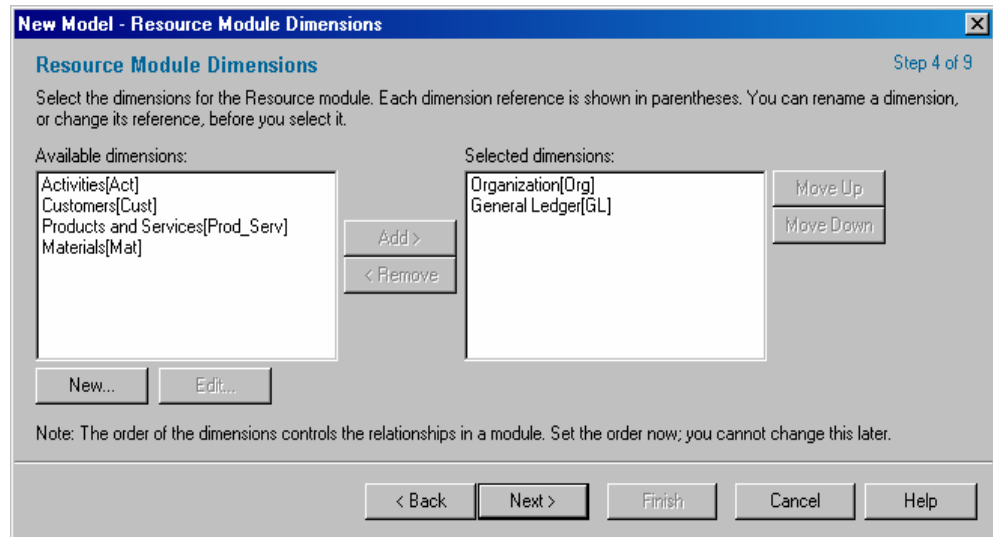 New Model - Resource Module Dimensions
Resource Module Dimensions
Step 4 of 9
Select the dimensions for the Resource module. Each dimension reference is shown in parentheses. You can rename a dimension,
or change its reference, before you select it.
Available dimensions:
Activities[Act]
Customers[Cust]
Products and Services[Prod_Serv]
Materials[Mat]
Add >
< Remove
Selected dimensions:
Organization[Org]
General Ledger[GL]
Move Up
Move Down
New...
Edit...
Note: The order of the dimensions controls the relationships in a module. Set the order now; you cannot change this later.
< Back
Next >
Finish
Cancel
Help